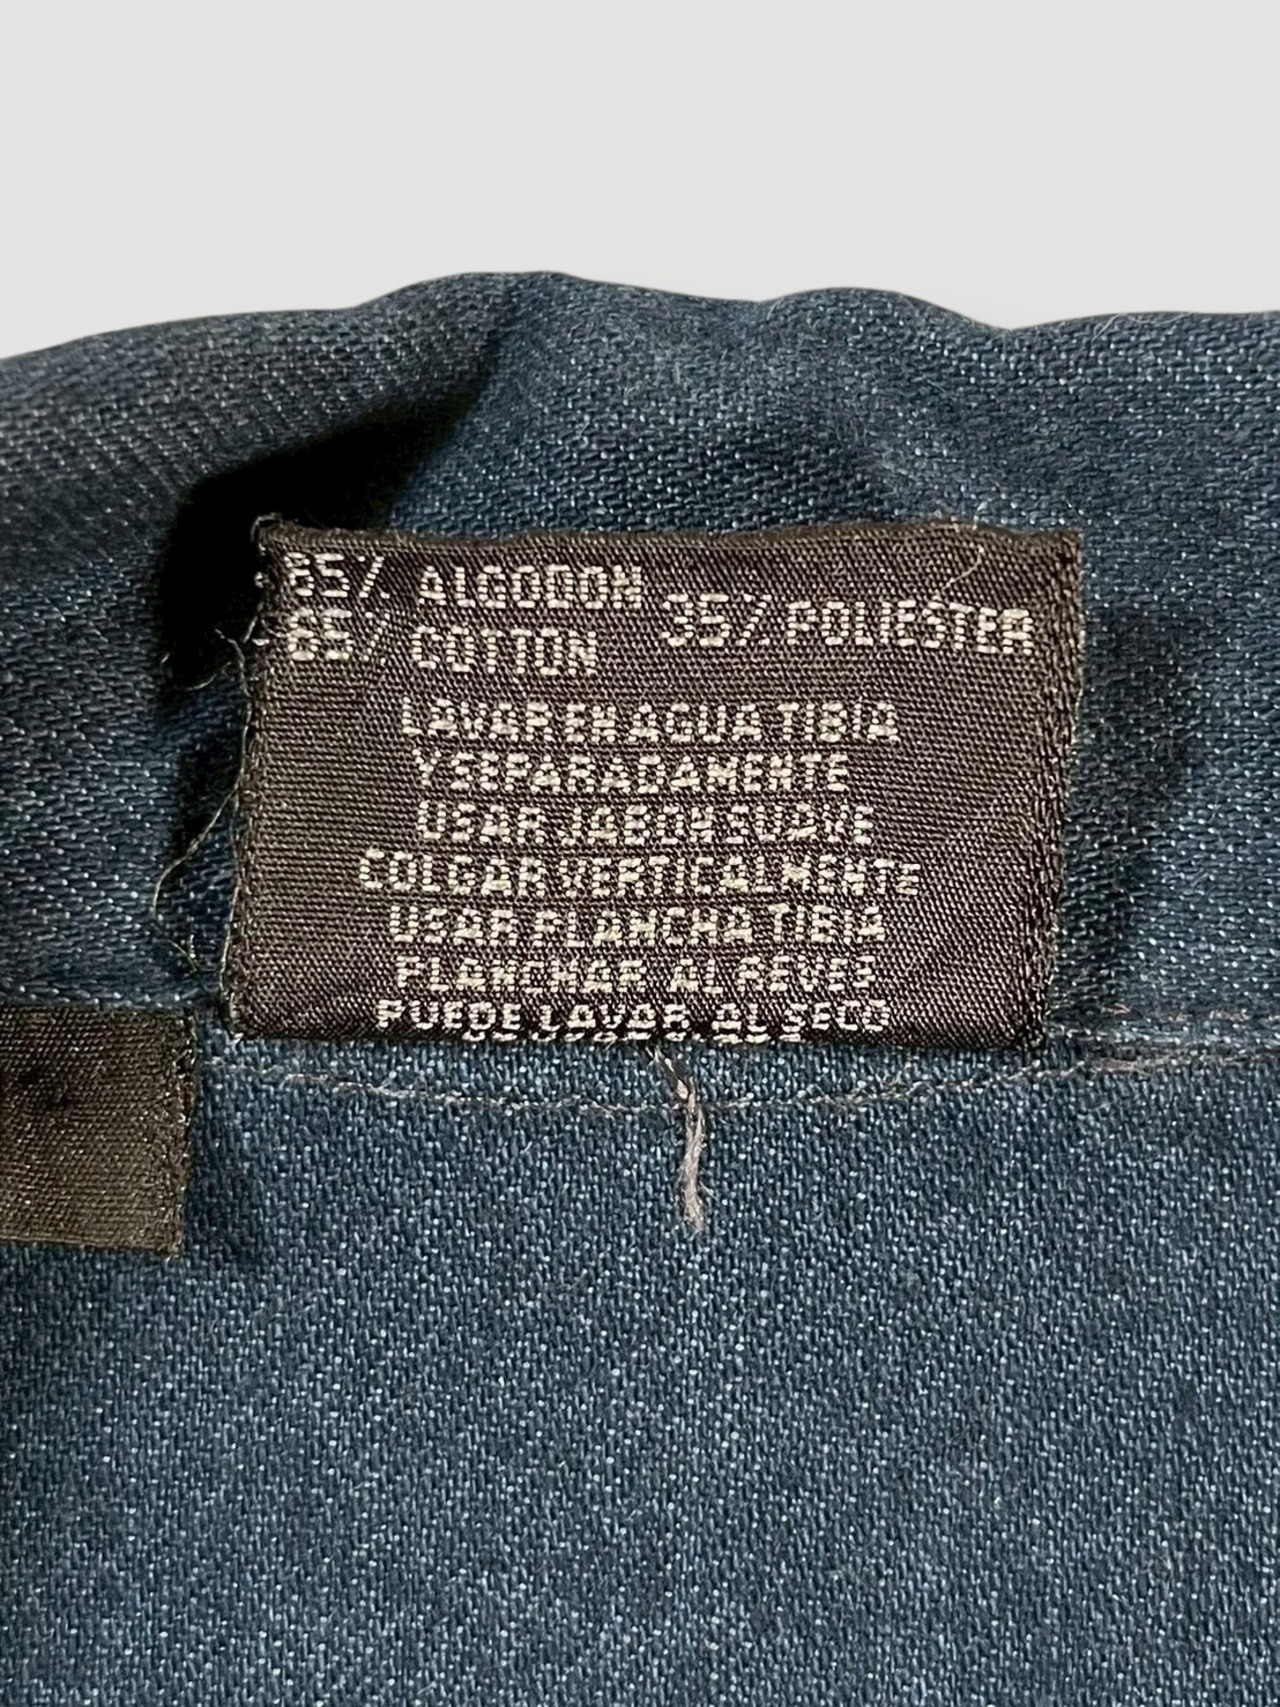 65% ALGODON
65% COTTON
35% POLIESTER
LAVAR EN AGUA TIBIA
Y SEPARADAMENTE
USAR JABON SUAVE
COLGAR VERTICALMENTE
USAR PLANCHA TIBIA
PLANCHAR AL REVES
PUEDE LAVAR AL SECO